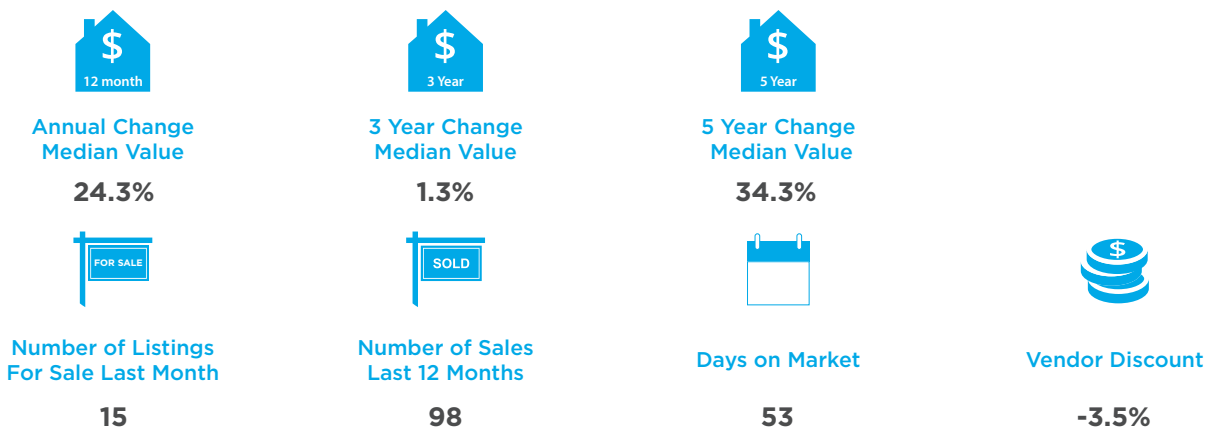 $
12 month
$
3 Year
$
5 Year
Annual Change
Median Value
3 Year Change
Median Value
5 Year Change
Median Value
24.3%
1.3%
34.3%
FOR SALE
SOLD
$
Number of Listings
For Sale Last Month
Number of Sales
Last 12 Months
Days on Market
Vendor Discount
15
98
53
-3.5%